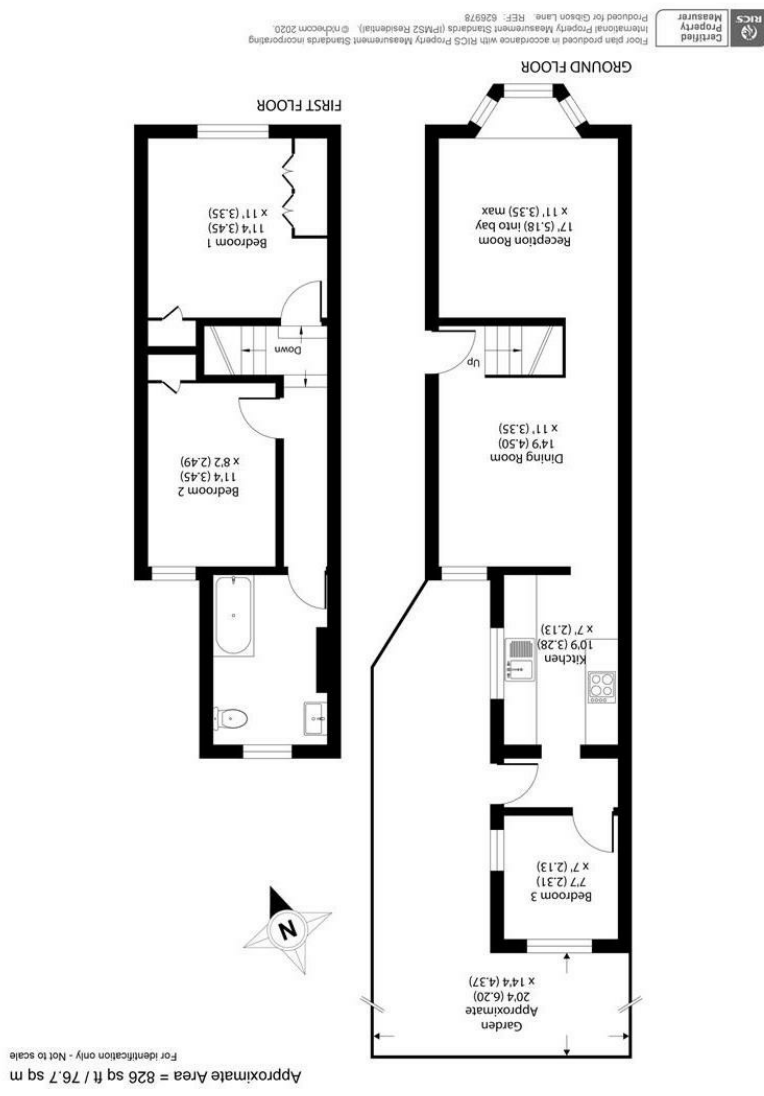 Approximate Area = 826 sq ft / 76.7 sq m
For identification only - Not to scale
Garden
Approximate
20'4 (6.20)
x 14'4 (4.37)
Bedroom 3
7'7 (2.31)
x 7' (2.13)
N
Kitchen
10'9 (3.28)
x 7' (2.13)
Dining Room
14'9 (4.50)
x 11' (3.35)
Up
Reception Room
17' (5.18) into bay
x 11' (3.35) max
GROUND FLOOR
Bedroom 2
11'4 (3.45)
x 8'2 (2.49)
Down
Bedroom 1
11'4 (3.45)
x 11' (3.35)
FIRST FLOOR
RICS
Certified
Property
Measurer
Floor plan produced in accordance with RICS Property Measurement Standards incorporating
International Property Measurement Standards (IPMS2 Residential). © nichecom 2020.
Produced for Gibson Lane. REF: 626978